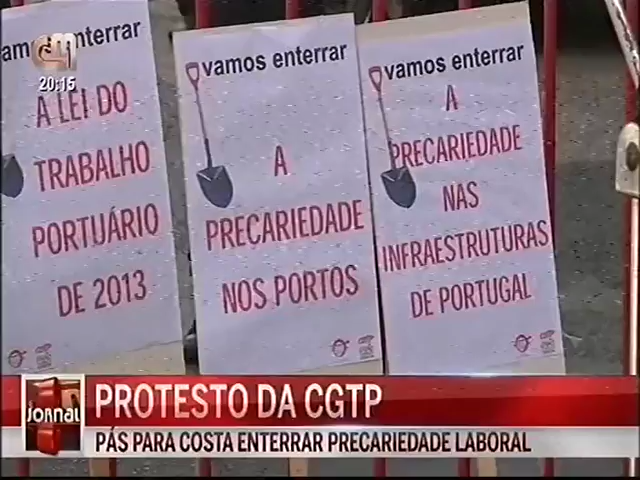 CM
20:15
vamos enterrar
A LEI DO
TRABALHO
PORTUÁRIO
DE 2013
vamos enterrar
A
PRECARIEDADE
NOS PORTOS
vamos enterrar
A
PRECARIEDADE
NAS
INFRAESTRUTURAS
DE PORTUGAL
Jornal
PROTESTO DA CGTP
PÁS PARA COSTA ENTERRAR PRECARIEDADE LABORAL